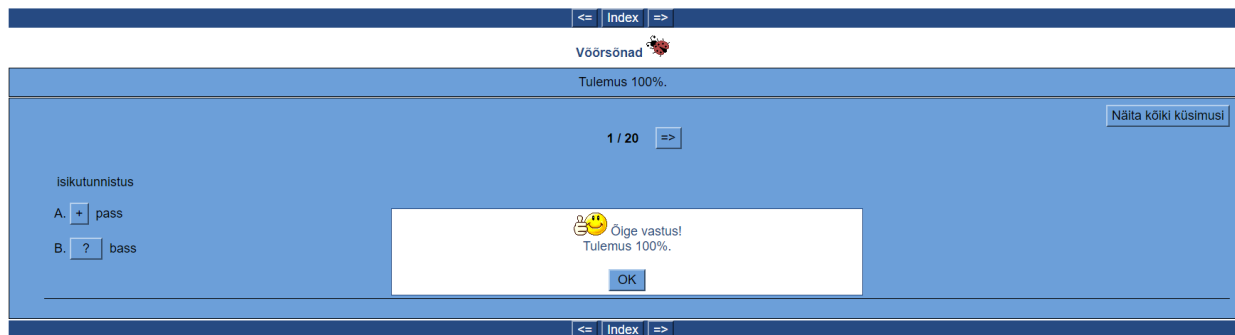 <= Index =>
Võõrsõnad
Tulemus 100%.
Näita kõiki küsimusi
1 / 20 =>
isikutunnistus
A. + pass
B. ? bass
Õige vastus!
Tulemus 100%.
OK
<= Index =>